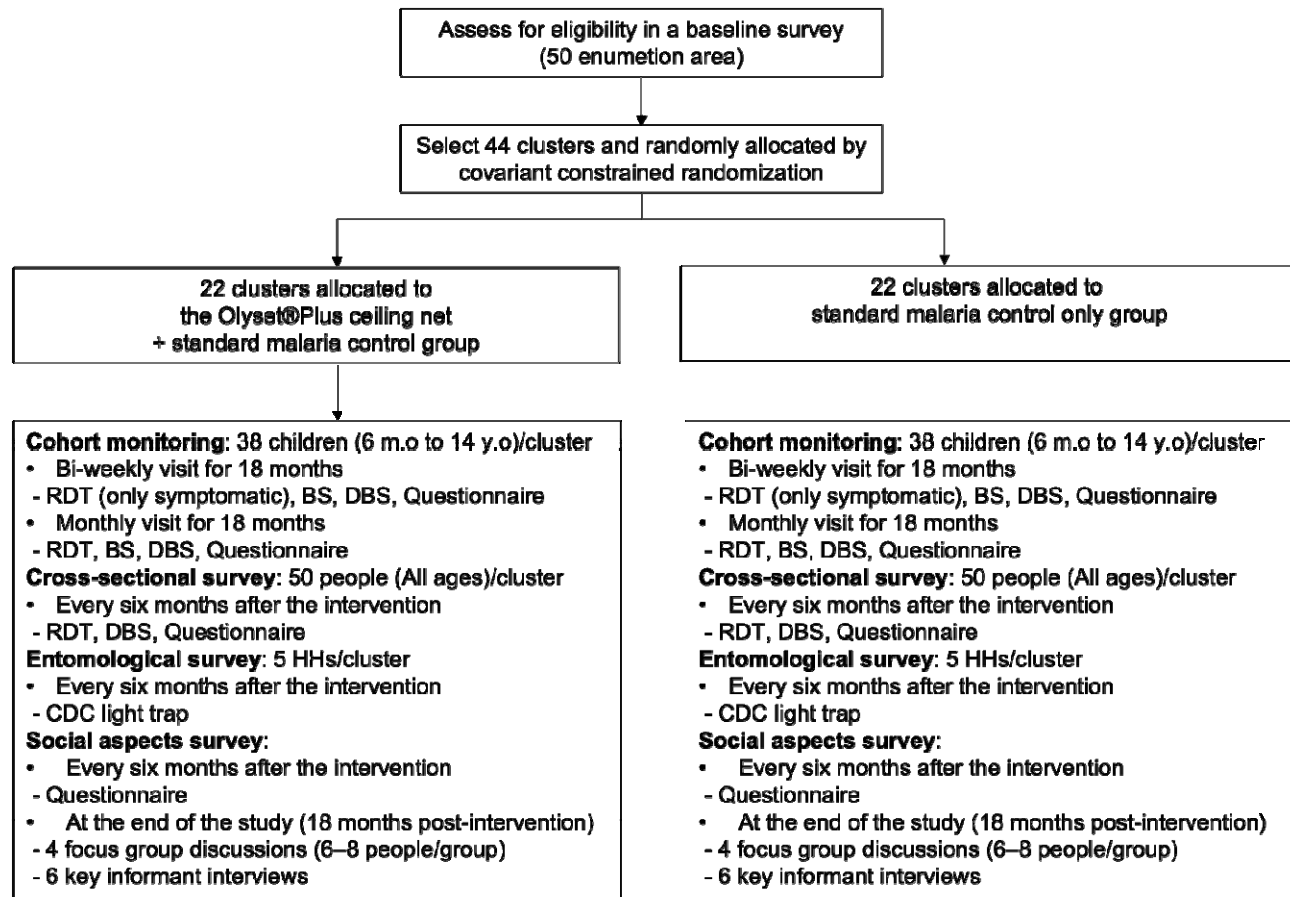 Assess for eligibility in a baseline survey
(50 enumetion area)
Select 44 clusters and randomly allocated by
covariant constrained randomization
22 clusters allocated to
the Olyset®Plus ceiling net
+ standard malaria control group
22 clusters allocated to
standard malaria control only group
Cohort monitoring: 38 children (6 m.o to 14 y.o)/cluster
• Bi-weekly visit for 18 months
- RDT (only symptomatic), BS, DBS, Questionnaire
• Monthly visit for 18 months
- RDT, BS, DBS, Questionnaire
Cross-sectional survey: 50 people (All ages)/cluster
• Every six months after the intervention
- RDT, DBS, Questionnaire
Entomological survey: 5 HHs/cluster
• Every six months after the intervention
- CDC light trap
Social aspects survey:
• Every six months after the intervention
- Questionnaire
• At the end of the study (18 months post-intervention)
- 4 focus group discussions (6–8 people/group)
- 6 key informant interviews
Cohort monitoring: 38 children (6 m.o to 14 y.o)/cluster
• Bi-weekly visit for 18 months
- RDT (only symptomatic), BS, DBS, Questionnaire
• Monthly visit for 18 months
- RDT, BS, DBS, Questionnaire
Cross-sectional survey: 50 people (All ages)/cluster
• Every six months after the intervention
- RDT, DBS, Questionnaire
Entomological survey: 5 HHs/cluster
• Every six months after the intervention
- CDC light trap
Social aspects survey:
• Every six months after the intervention
- Questionnaire
• At the end of the study (18 months post-intervention)
- 4 focus group discussions (6–8 people/group)
- 6 key informant interviews